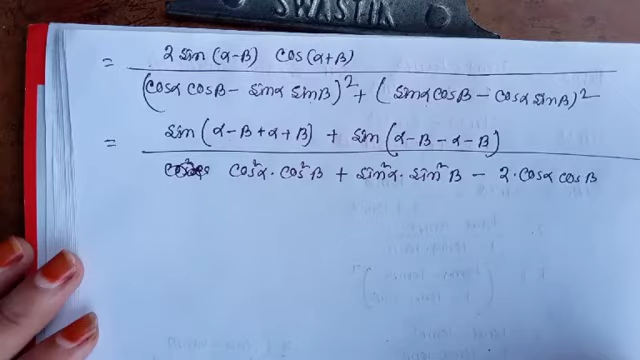 SWASTIK
= 2 sin (α-β) cos(α+β)
(cosα cosβ - sinα sinβ)² + (sinα cosβ - cosα sinβ)²
= sin(α-β+α+β) + sin(α-β-α-β)
cos²α · cos²β + sin²α · sin²β - 2 · cosα cosβ